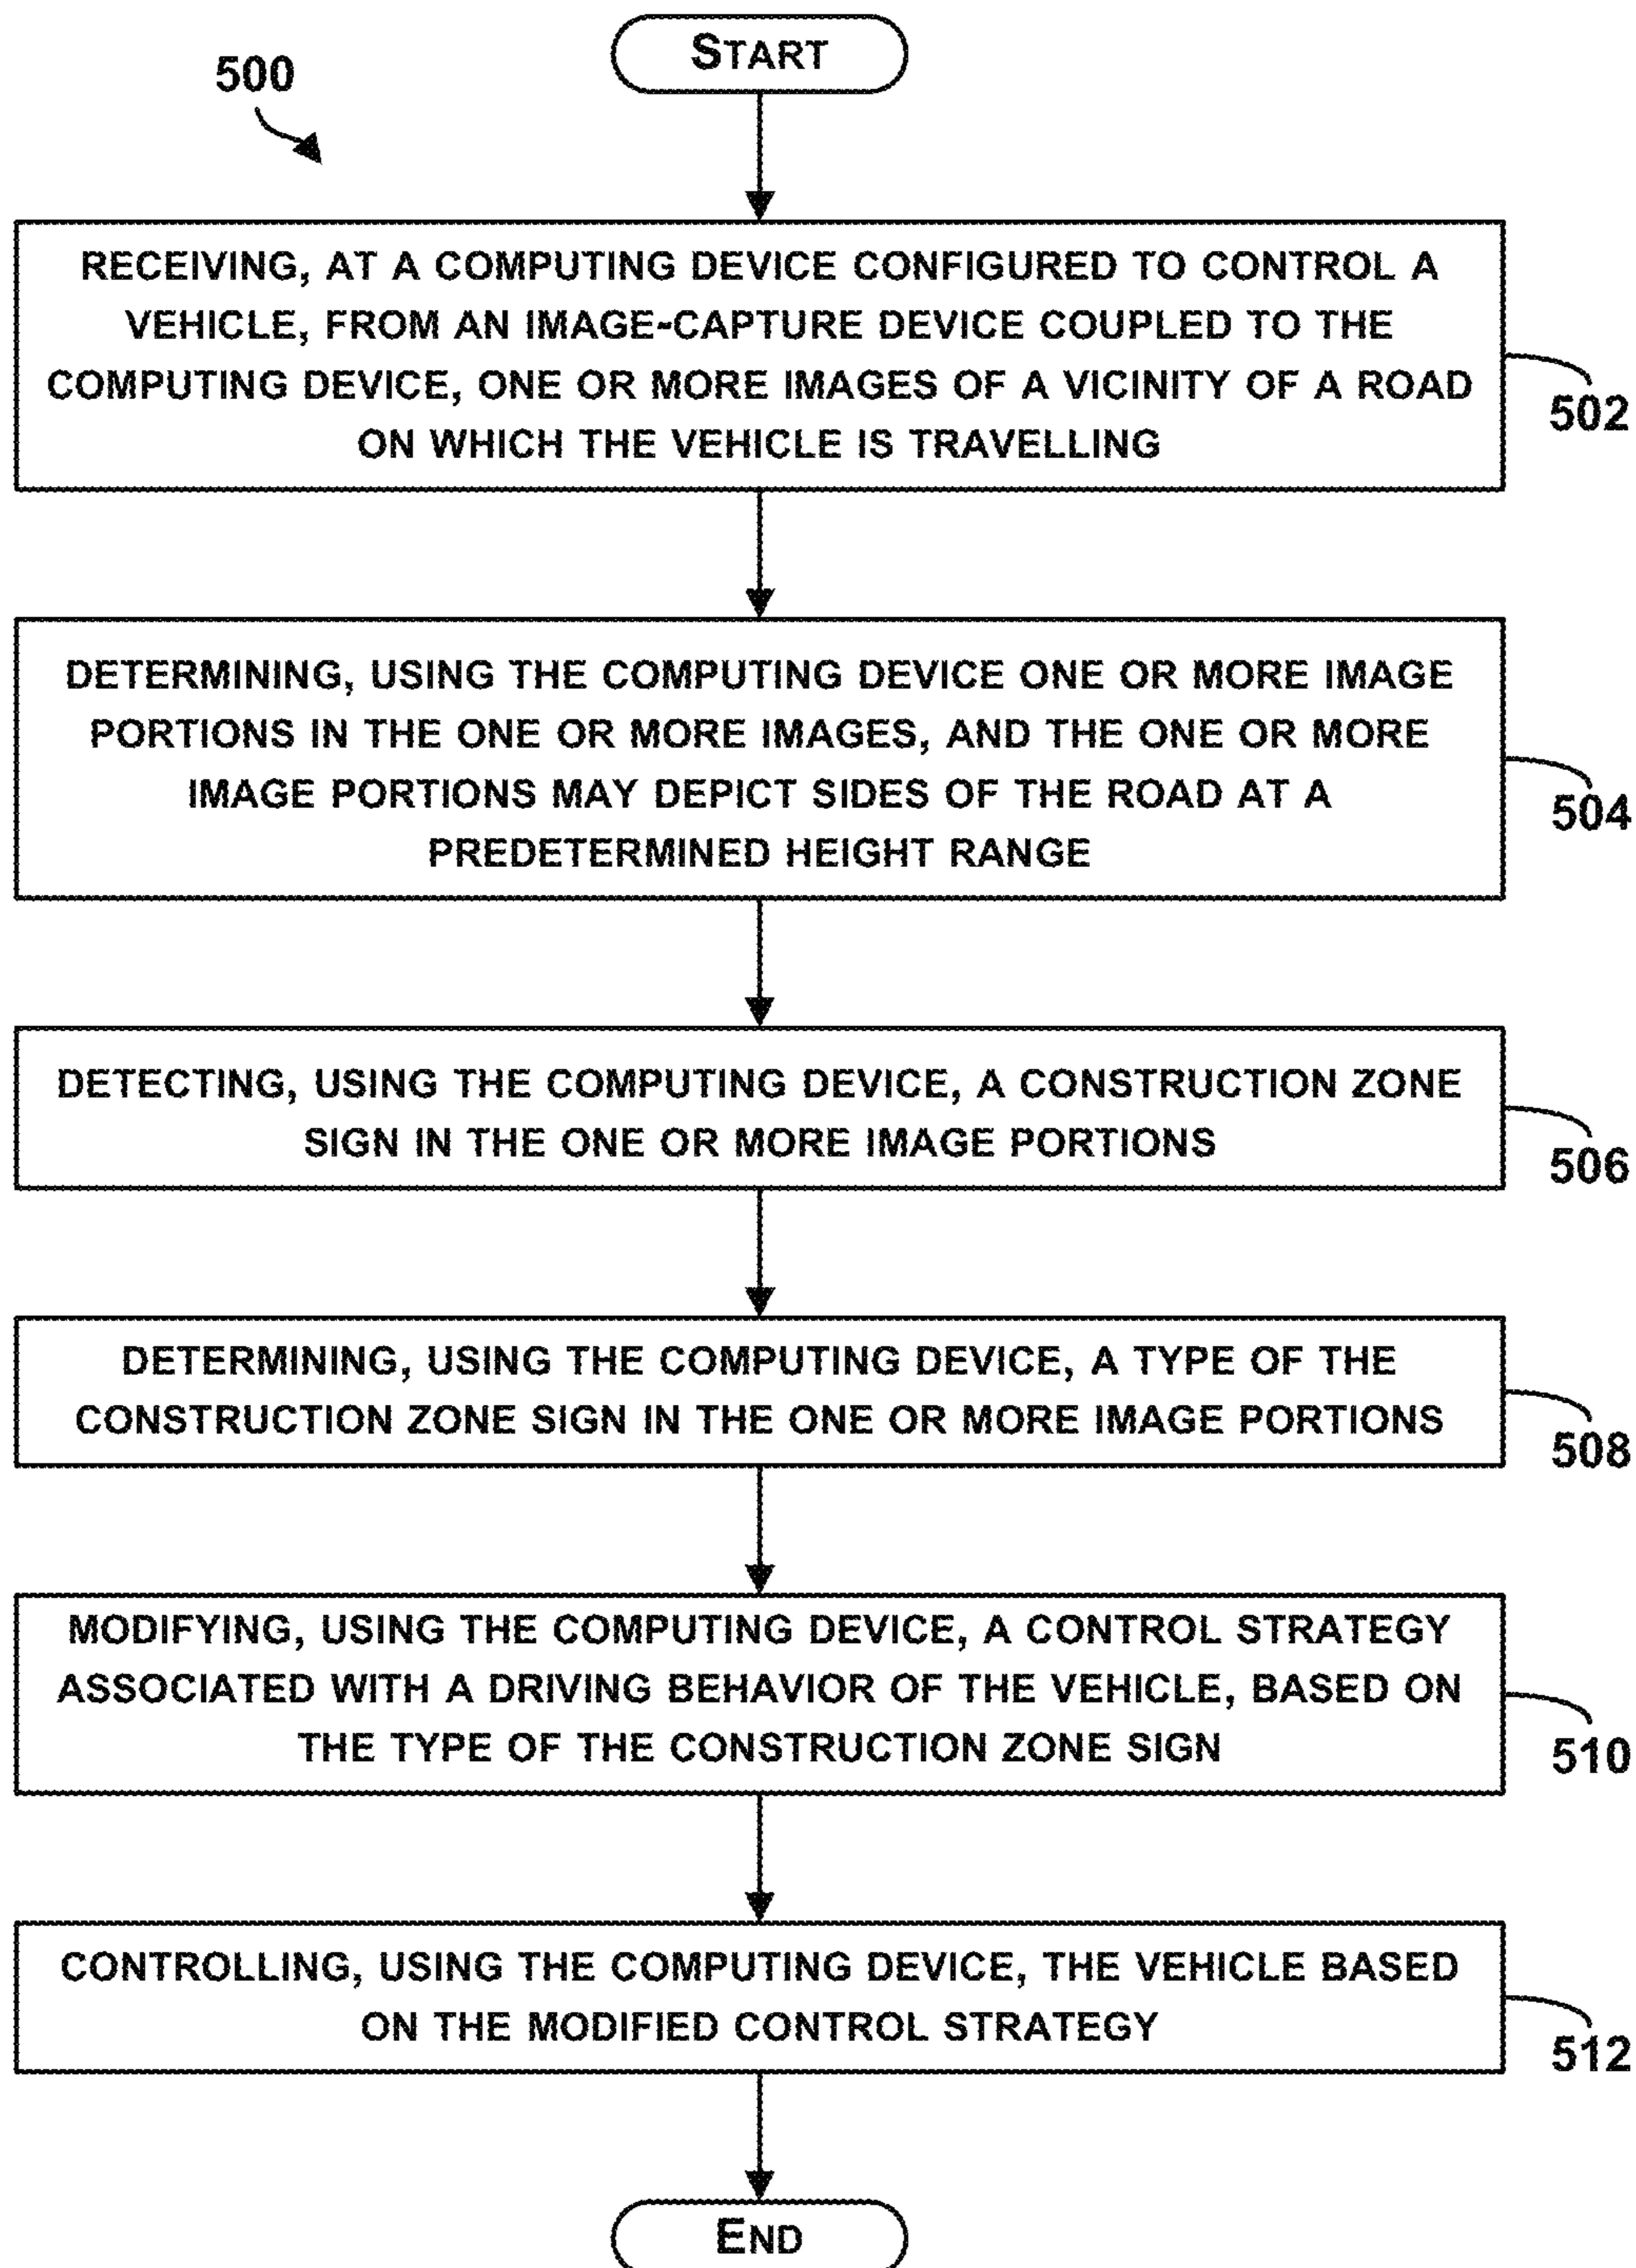 START
500
RECEIVING, AT A COMPUTING DEVICE CONFIGURED TO CONTROL A
VEHICLE, FROM AN IMAGE-CAPTURE DEVICE COUPLED TO THE
COMPUTING DEVICE, ONE OR MORE IMAGES OF A VICINITY OF A ROAD
ON WHICH THE VEHICLE IS TRAVELLING
502
DETERMINING, USING THE COMPUTING DEVICE ONE OR MORE IMAGE
PORTIONS IN THE ONE OR MORE IMAGES, AND THE ONE OR MORE
IMAGE PORTIONS MAY DEPICT SIDES OF THE ROAD AT A
PREDETERMINED HEIGHT RANGE
504
DETECTING, USING THE COMPUTING DEVICE, A CONSTRUCTION ZONE
SIGN IN THE ONE OR MORE IMAGE PORTIONS
506
DETERMINING, USING THE COMPUTING DEVICE, A TYPE OF THE
CONSTRUCTION ZONE SIGN IN THE ONE OR MORE IMAGE PORTIONS
508
MODIFYING, USING THE COMPUTING DEVICE, A CONTROL STRATEGY
ASSOCIATED WITH A DRIVING BEHAVIOR OF THE VEHICLE, BASED ON
THE TYPE OF THE CONSTRUCTION ZONE SIGN
510
CONTROLLING, USING THE COMPUTING DEVICE, THE VEHICLE BASED
ON THE MODIFIED CONTROL STRATEGY
512
END